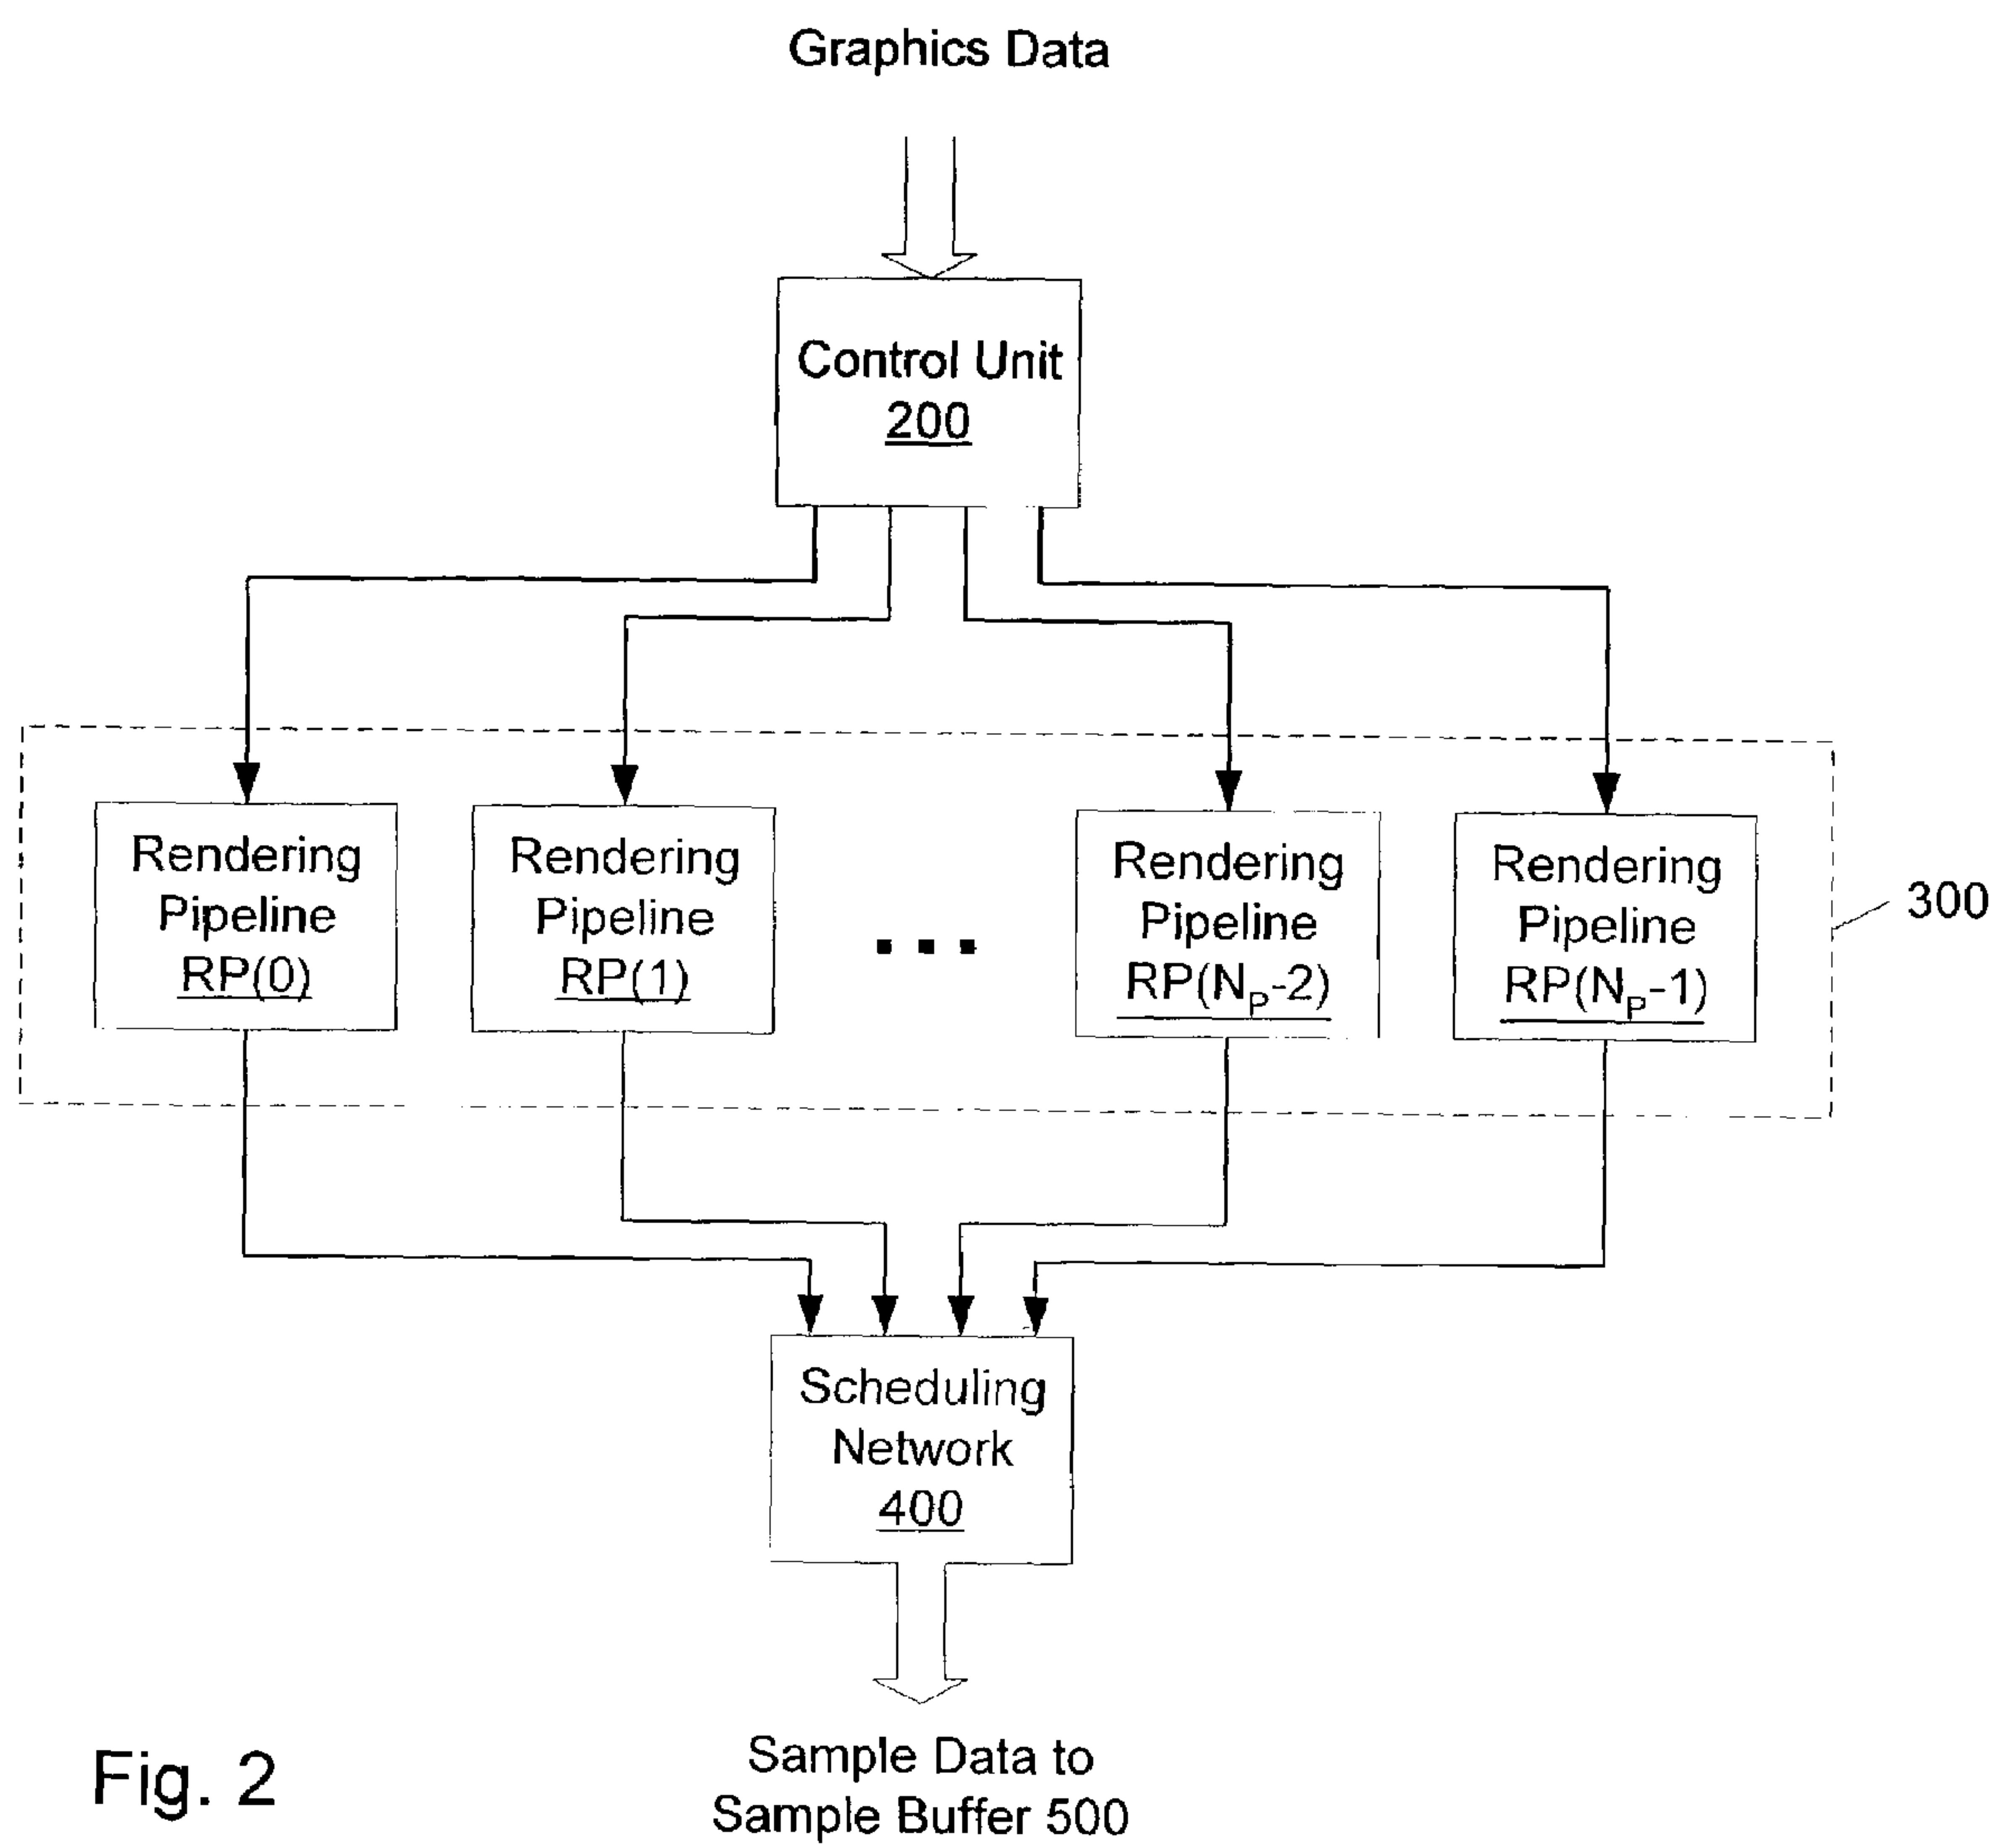 Graphics Data
Control Unit
200
Rendering
Pipeline
RP(0)
Rendering
Pipeline
RP(1)
...
Rendering
Pipeline
RP(NP-2)
Rendering
Pipeline
RP(NP-1)
300
Scheduling
Network
400
Sample Data to
Sample Buffer 500
Fig. 2